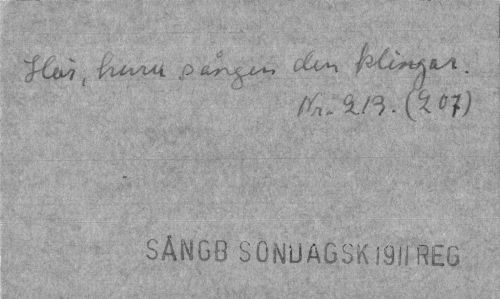 Hör, huru sången den klingar.
Nr. 213. (207)
SÅNGB SÖNDAGSK 1911 REG